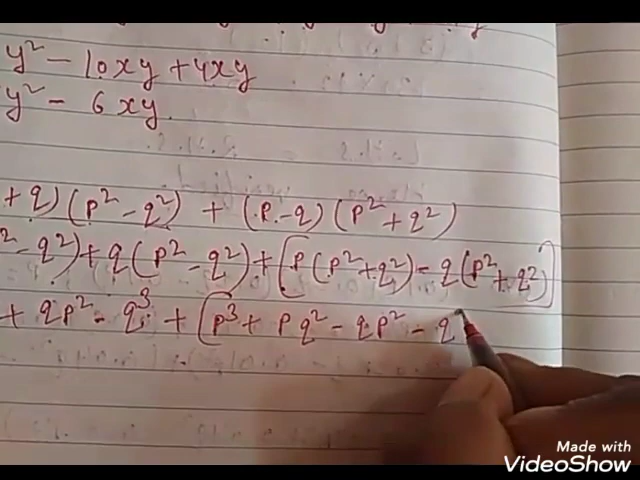 y² - 10xy + 4xy
y² - 6xy.
+ q) (p² - q²) + (p - q) (p² + q²)
² - q²) + q (p² - q²) + [p (p² + q²) - q (p² + q²)]
+ qp² - q³ + [p³ + pq² - qp² - q
Made with
VideoShow